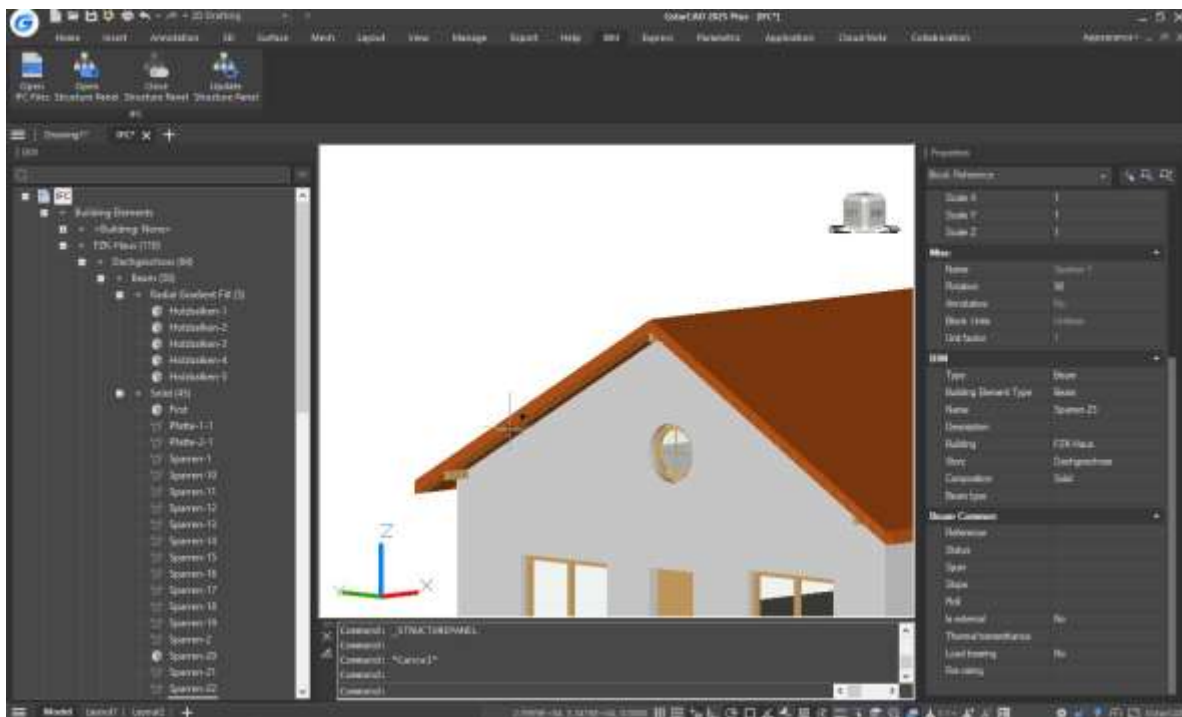 2D Drafting
GstarCAD 2025 Plus - [IFC*]
Home Insert Annotation 3D Surface Mesh Layout View Manage Export Help BIM Express Parametric Application Cloud Note Collaboration
Appearance
Open Open Close Update
IFC Files Structure Panel Structure Panel Structure Panel
IFC
Drawing1* IFC* X +
IFC
Building Elements
<Building: None>
FZK-Haus
Dachgeschoss
Beam
Radial Gradient Fill (5)
Holzbalken-1
Holzbalken-2
Holzbalken-3
Holzbalken-4
Holzbalken-5
Solid (45)
First
Platte-1-1
Platte-2-1
Sparren-1
Sparren-10
Sparren-11
Sparren-12
Sparren-13
Sparren-14
Sparren-15
Sparren-16
Sparren-17
Sparren-18
Sparren-19
Sparren-2
Sparren-20
Sparren-21
Sparren-22
Z
Y
X
Command: _STRUCTUREPANEL
Command:
Command: *Cancel*
Command:
Command:
Properties
Block Reference
Scale X 1
Scale Y 1
Scale Z 1
Misc
Name
Rotation
Annotative No
Block Units
Unit factor 1
BIM
Type Beam
Building Element Type Beam
Name
Description
Building FZK-Haus
Story Dachgeschoss
Composition Solid
Beam type
Beam Common
Reference
Status
Span
Slope
Roll
Is external No
Thermal transmittance
Load bearing No
Fire rating
Model Layout1 Layout2 +